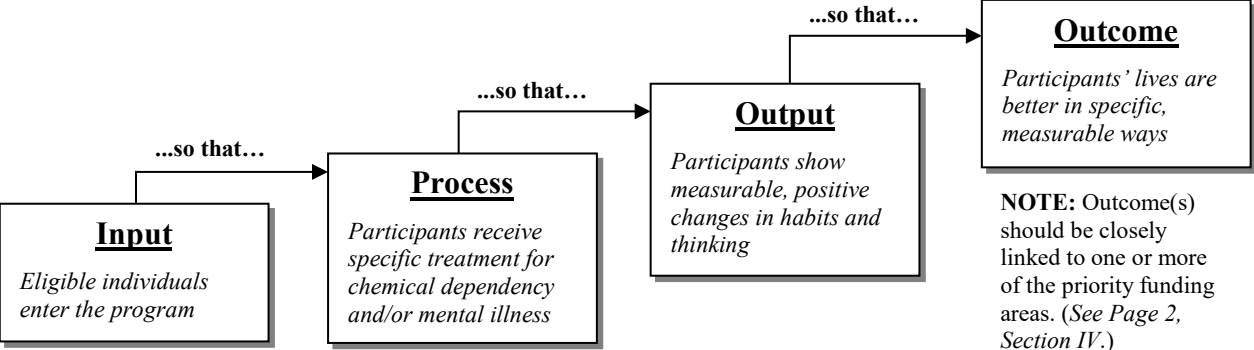 ...so that…
Outcome
Participants’ lives are
better in specific,
measurable ways
...so that…
Output
Participants show
measurable, positive
changes in habits and
thinking
...so that…
Process
Participants receive
specific treatment for
chemical dependency
and/or mental illness
Input
Eligible individuals
enter the program
NOTE: Outcome(s)
should be closely
linked to one or more
of the priority funding
areas. (See Page 2,
Section IV.)